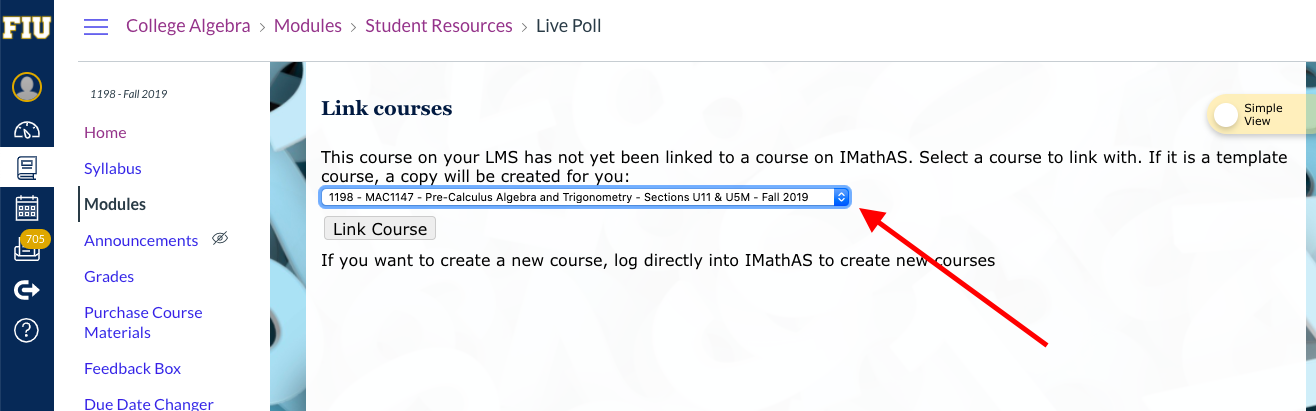 FIU
College Algebra > Modules > Student Resources > Live Poll
1198 - Fall 2019
Home
Syllabus
Modules
Announcements
Grades
Purchase Course
Materials
Feedback Box
Due Date Changer
705
Link courses
Simple
View
This course on your LMS has not yet been linked to a course on IMathAS. Select a course to link with. If it is a template
course, a copy will be created for you:
1198 - MAC1147 - Pre-Calculus Algebra and Trigonometry - Sections U11 & U5M - Fall 2019
Link Course
If you want to create a new course, log directly into IMathAS to create new courses